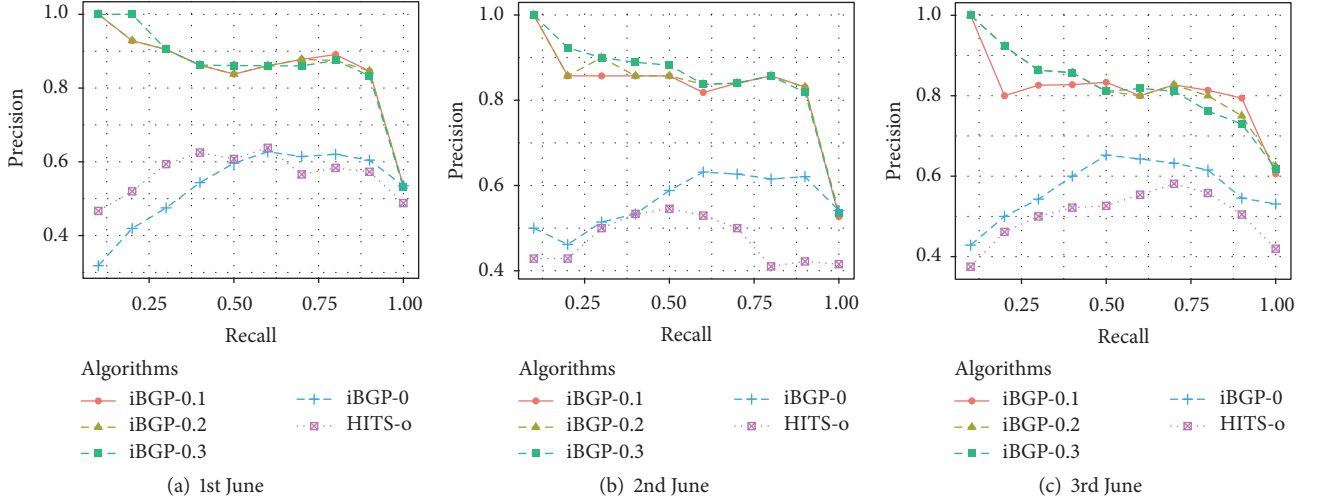 1.0
0.8
0.6
0.4
Precision
0.25
0.50
0.75
1.00
Recall
Algorithms
iBGP-0.1
iBGP-0.2
iBGP-0.3
iBGP-0
HITS-o
(a) 1st June
1.0
0.8
0.6
0.4
Precision
0.25
0.50
0.75
1.00
Recall
Algorithms
iBGP-0.1
iBGP-0.2
iBGP-0.3
iBGP-0
HITS-o
(b) 2nd June
1.0
0.8
0.6
0.4
Precision
0.25
0.50
0.75
1.00
Recall
Algorithms
iBGP-0.1
iBGP-0.2
iBGP-0.3
iBGP-0
HITS-o
(c) 3rd June